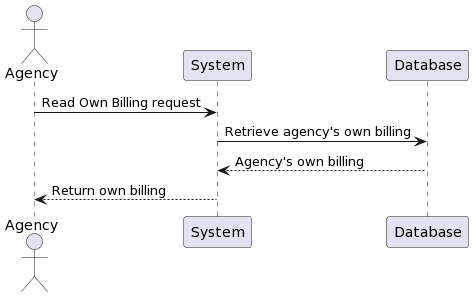 Agency
System
Database
Read Own Billing request
Retrieve agency's own billing
Agency's own billing
Return own billing
Agency
System
Database